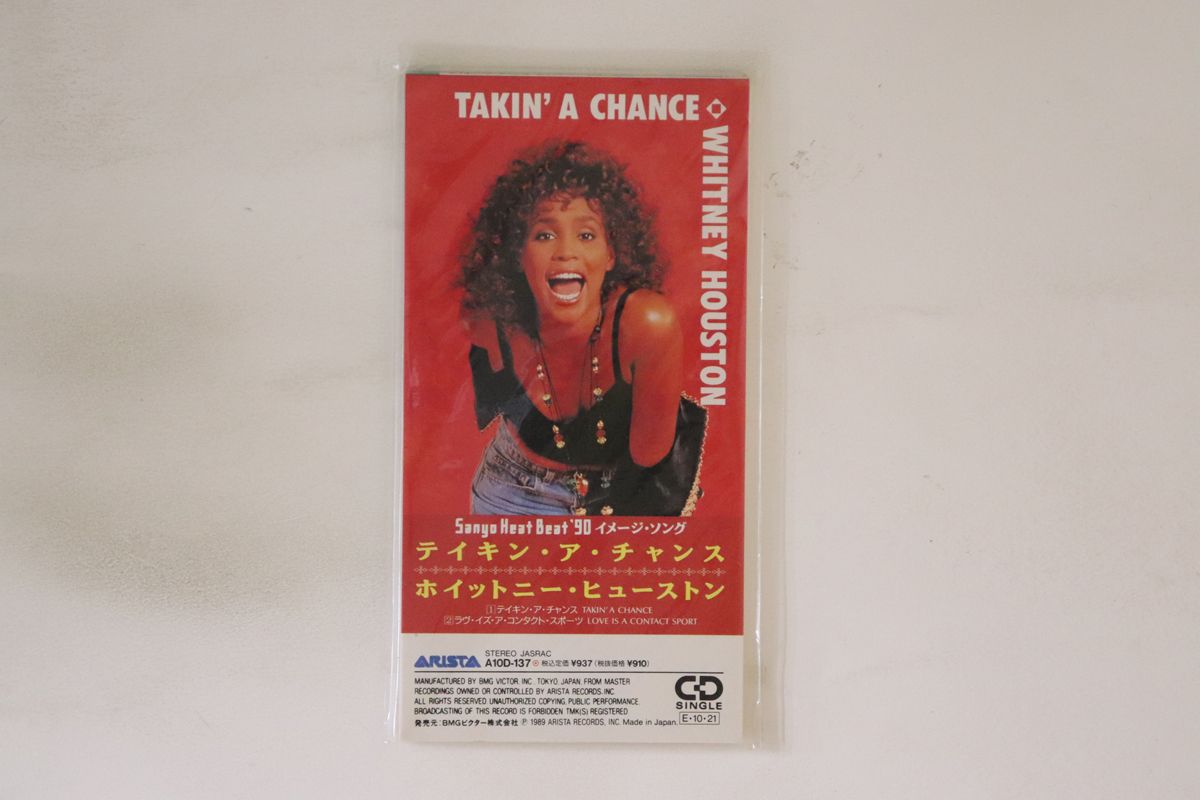 TAKIN' A CHANCE
WHITNEY HOUSTON
Sanyo Heat Beat '90 イメージ・ソング
テイキン・ア・チャンス
ホイットニー・ヒューストン
1 テイキン・ア・チャンス TAKIN' A CHANCE
2 ラヴ・イズ・ア・コンタクト・スポーツ LOVE IS A CONTACT SPORT
ARISTA
STEREO JASRAC
A10D-137 税込定価 ¥937 (税抜価格 ¥910)
MANUFACTURED BY BMG VICTOR, INC., TOKYO, JAPAN, FROM MASTER
RECORDINGS OWNED OR CONTROLLED BY ARISTA RECORDS, INC.
ALL RIGHTS RESERVED. UNAUTHORIZED COPYING, PUBLIC PERFORMANCE,
BROADCASTING OF THIS RECORD IS FORBIDDEN TMK(S) REGISTERED
発売元:BMGビクター株式会社 Ⓟ 1989 ARISTA RECORDS, INC. Made in Japan.
CD
SINGLE
E・10・21